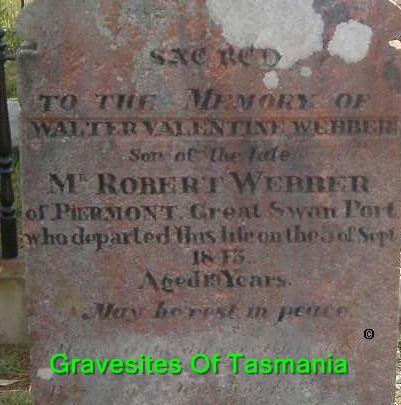 SACRED
TO THE MEMORY OF
WALTER VALENTINE WEBBER
Son of the late
MR ROBERT WEBBER
of PIERMONT, Great Swan Port
who departed this life on the 5 of Sept
1843.
Aged 19 Years.
May he rest in peace
©
Gravesites Of Tasmania